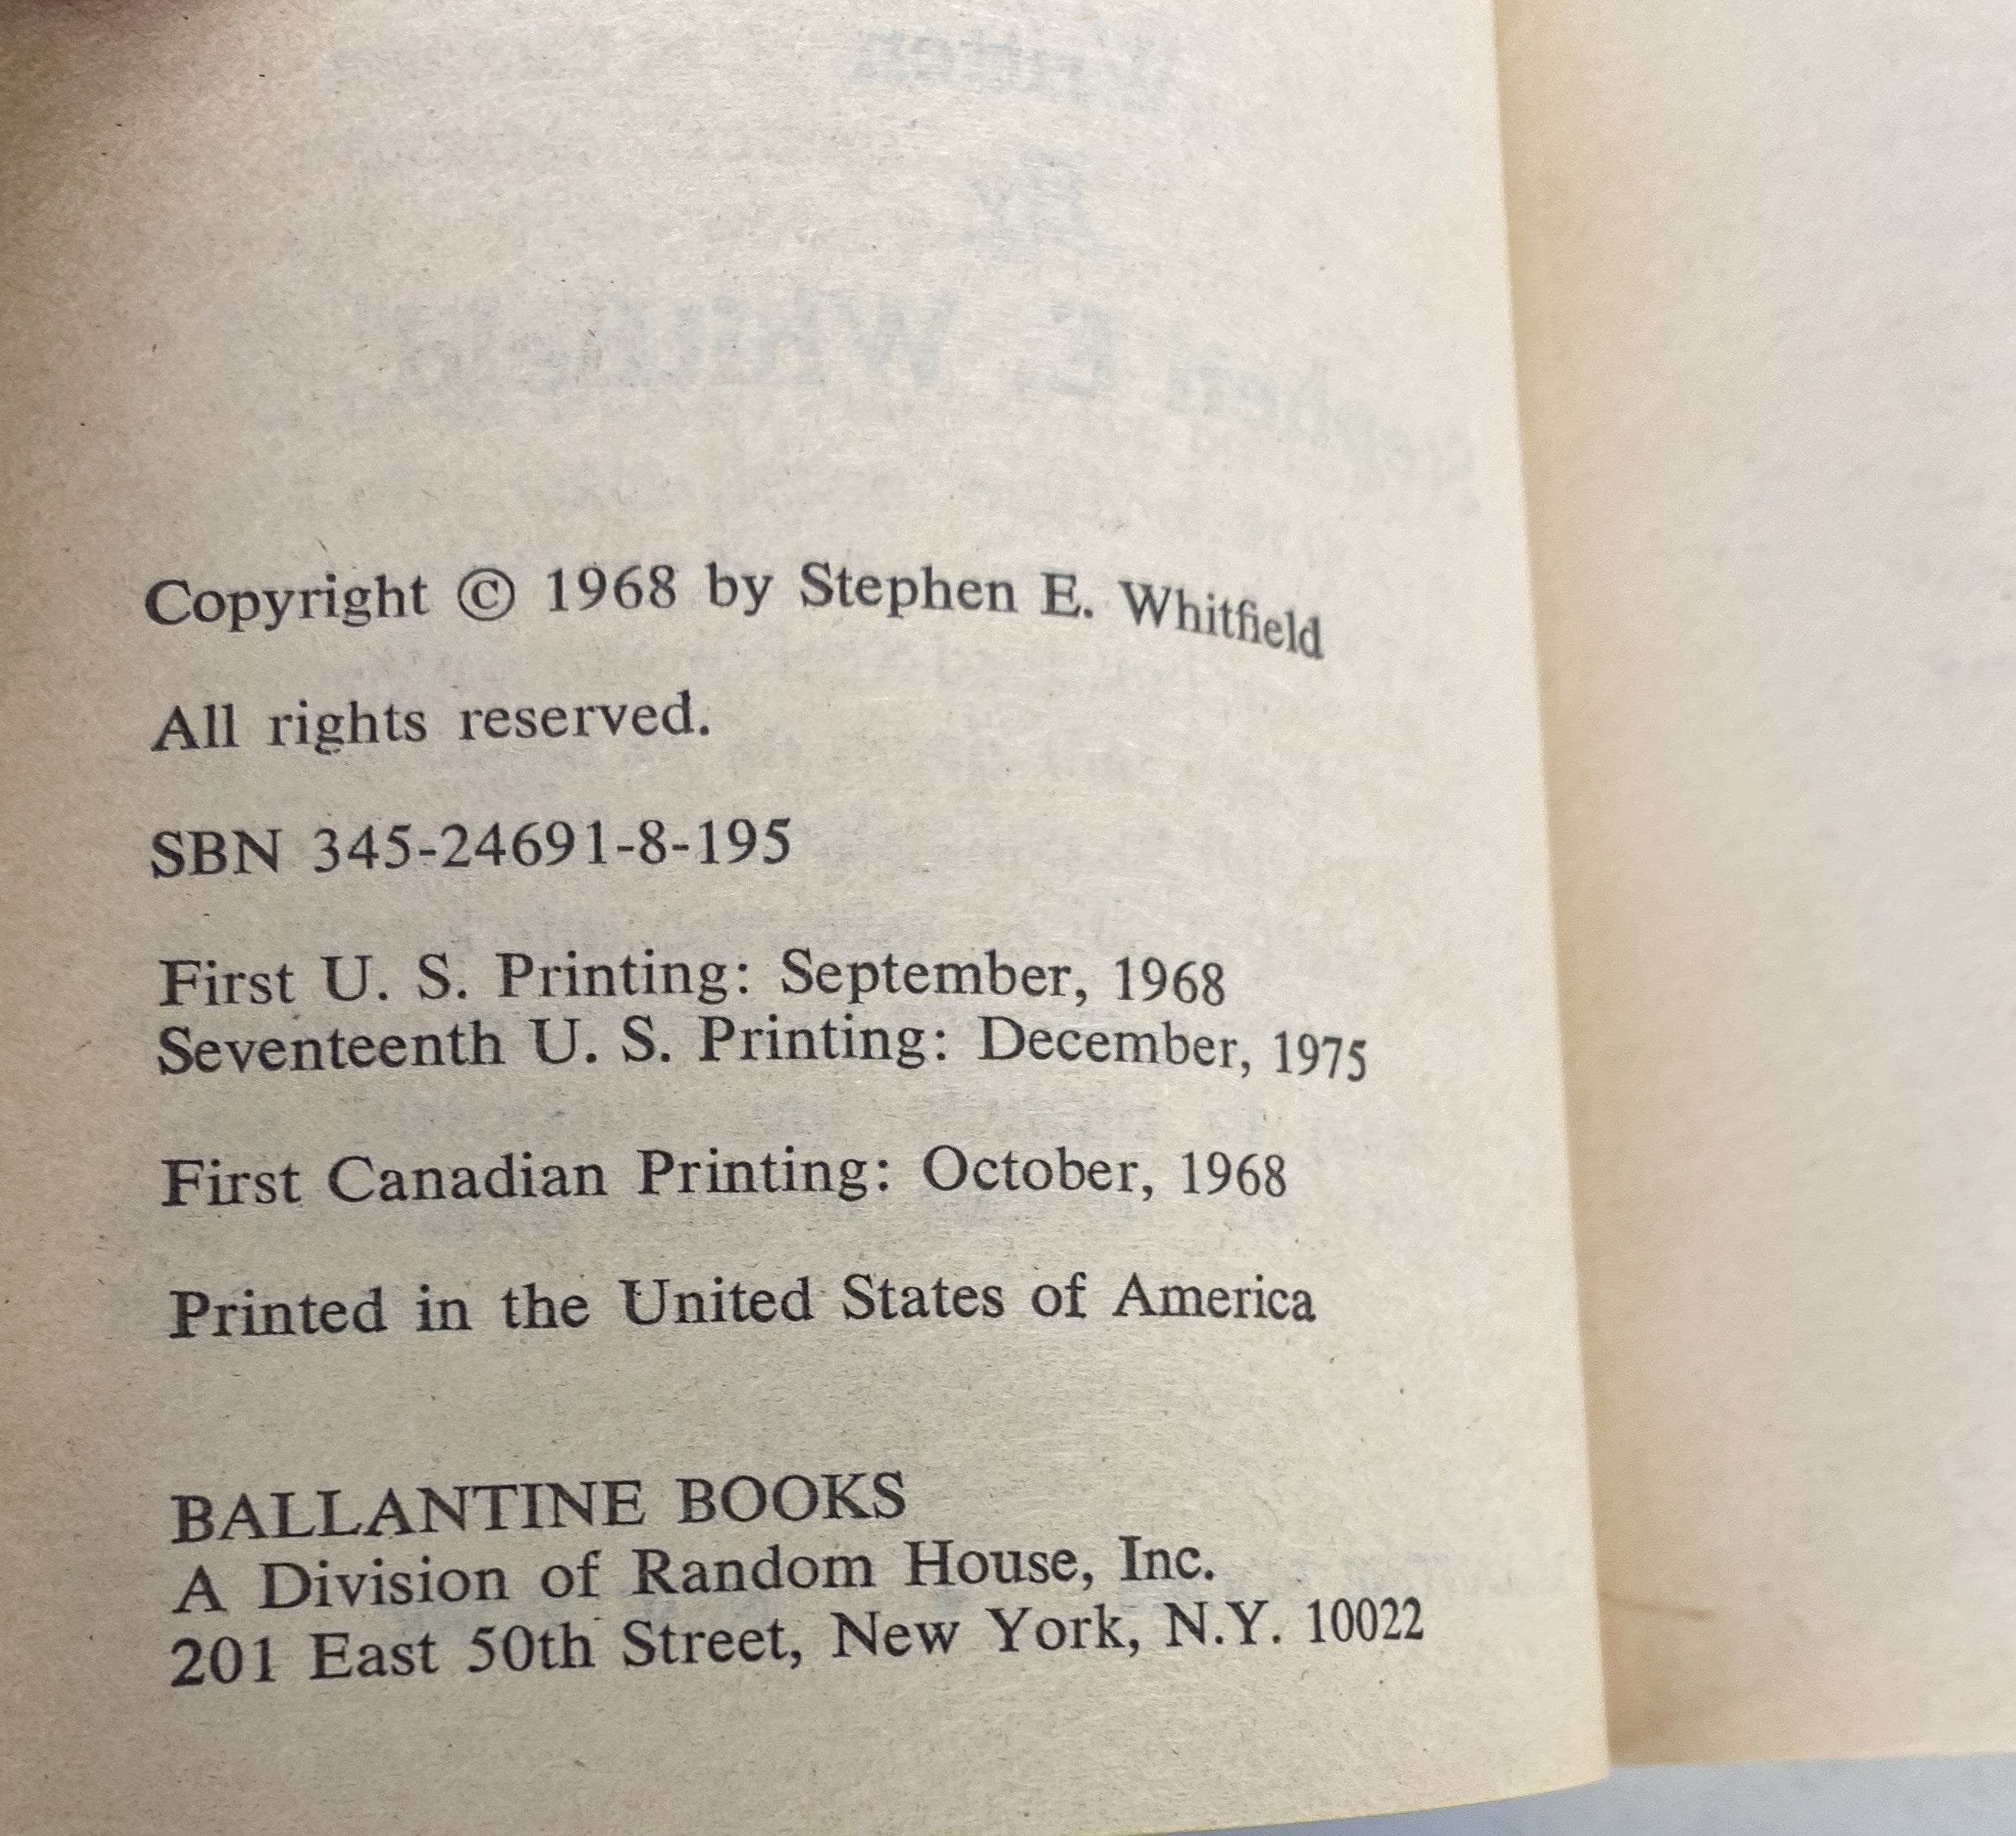 Copyright © 1968 by Stephen E. Whitfield
All rights reserved.
SBN 345-24691-8-195
First U. S. Printing: September, 1968
Seventeenth U. S. Printing: December, 1975
First Canadian Printing: October, 1968
Printed in the United States of America
BALLANTINE BOOKS
A Division of Random House, Inc.
201 East 50th Street, New York, N.Y. 10022